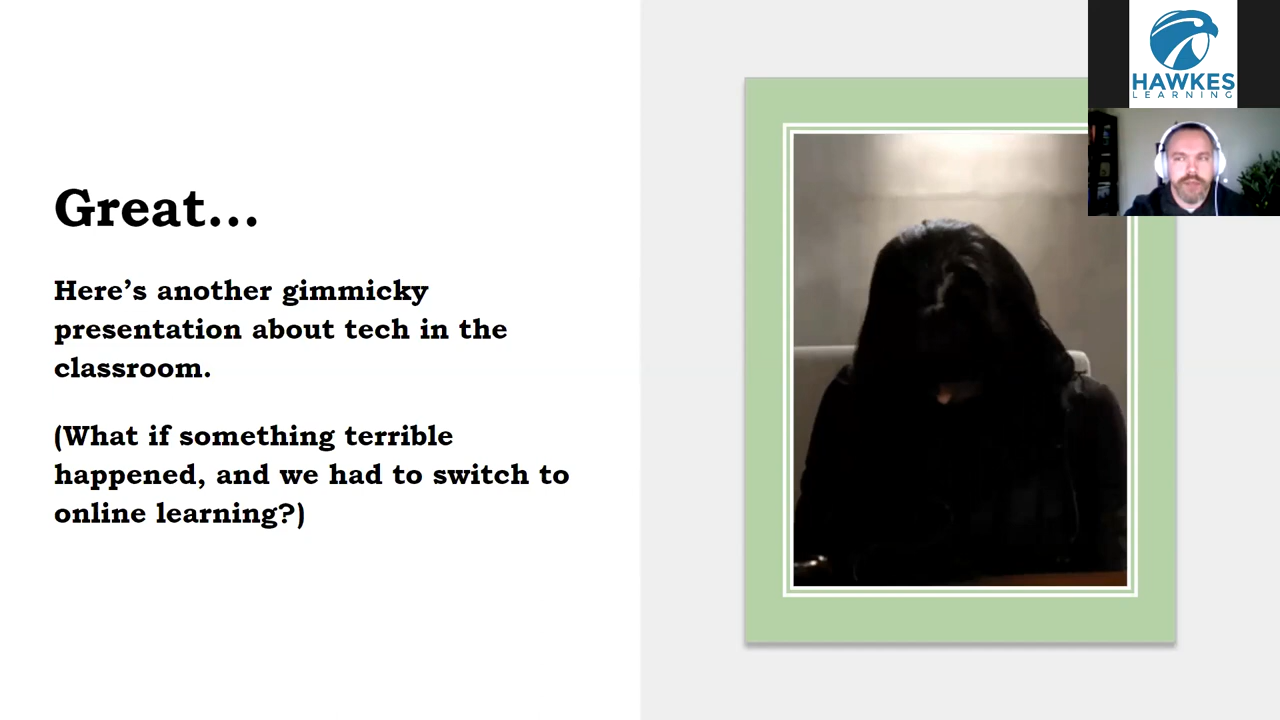 Great...
Here’s another gimmicky
presentation about tech in the
classroom.
(What if something terrible
happened, and we had to switch to
online learning?)
HAWKES
LEARNING